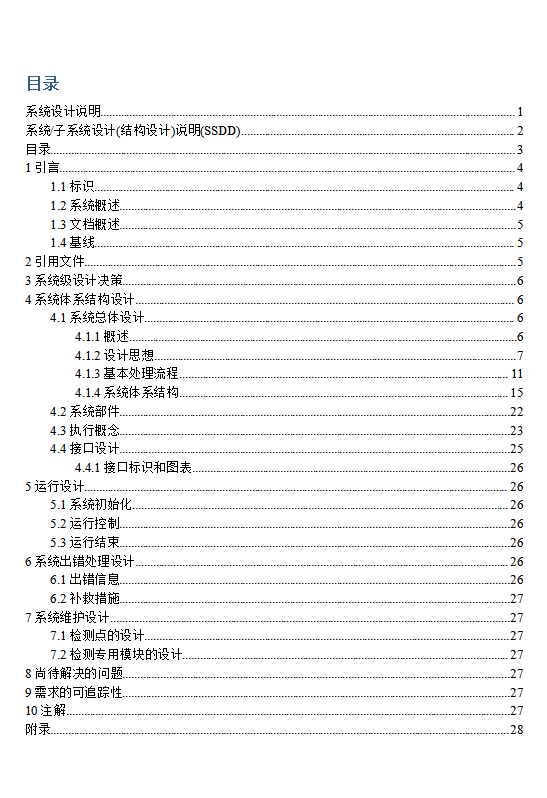 目录
系统设计说明 1
系统/子系统设计(结构设计)说明(SSDD) 2
目录 3
1 引言 4
1.1 标识 4
1.2 系统概述 4
1.3 文档概述 5
1.4 基线 5
2 引用文件 5
3 系统级设计决策 6
4 系统体系结构设计 6
4.1 系统总体设计 6
4.1.1 概述 6
4.1.2 设计思想 7
4.1.3 基本处理流程 11
4.1.4 系统体系结构 15
4.2 系统部件 22
4.3 执行概念 23
4.4 接口设计 25
4.4.1 接口标识和图表 26
5 运行设计 26
5.1 系统初始化 26
5.2 运行控制 26
5.3 运行结束 26
6 系统出错处理设计 26
6.1 出错信息 26
6.2 补救措施 27
7 系统维护设计 27
7.1 检测点的设计 27
7.2 检测专用模块的设计 27
8 尚待解决的问题 27
9 需求的可追踪性 27
10 注解 27
附录 28